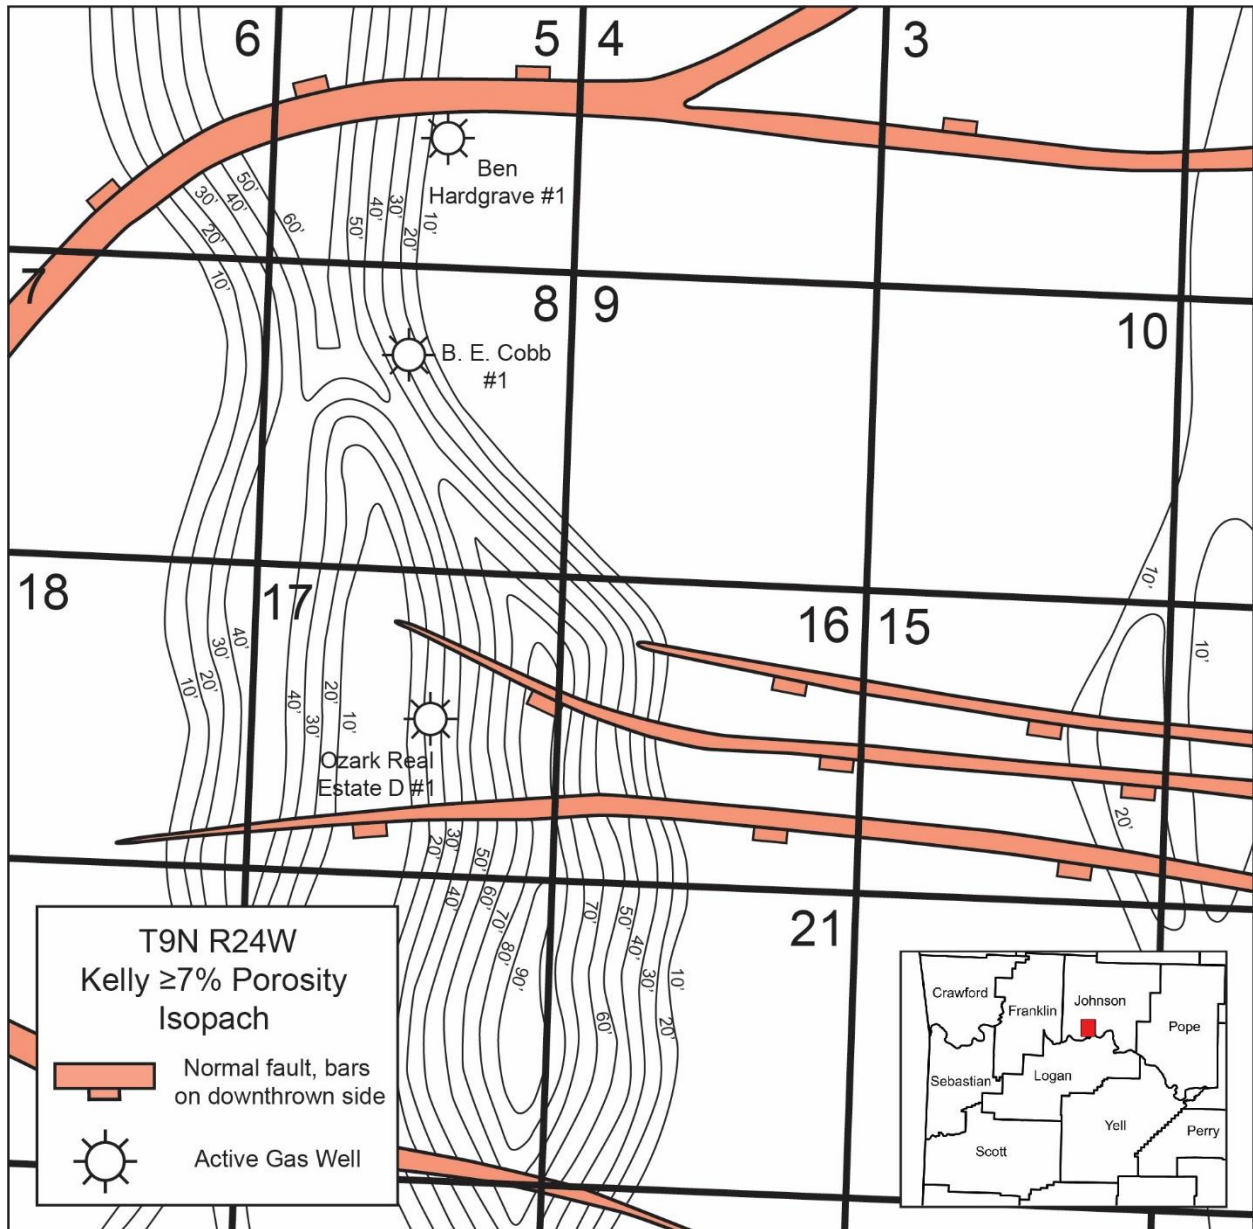 6
5
4
3
50'
40'
30'
20'
10'
60'
50'
40'
30'
20'
10'
Ben
Hardgrave #1
7
8
9
10
B. E. Cobb
#1
10'
10'
18
17
16
15
40'
30'
20'
10'
40'
30'
20'
10'
Ozark Real
Estate D #1
20'
20'
30'
40'
50'
60'
70'
80'
90'
70'
50'
40'
30'
10'
60'
20'
21
T9N R24W
Kelly ≥7% Porosity
Isopach
Normal fault, bars
on downthrown side
Active Gas Well
Crawford
Franklin
Johnson
Pope
Sebastian
Logan
Yell
Perry
Scott